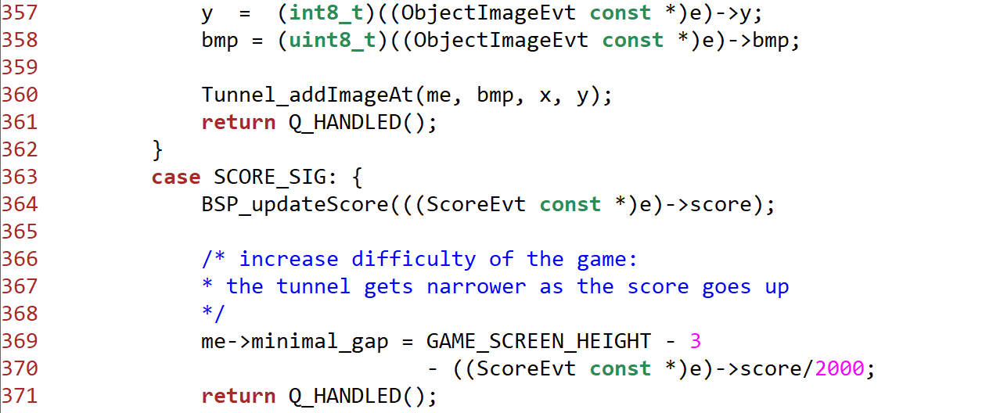 357             y  =  (int8_t)((ObjectImageEvt const *)e)->y;
358             bmp = (uint8_t)((ObjectImageEvt const *)e)->bmp;
359
360             Tunnel_addImageAt(me, bmp, x, y);
361             return Q_HANDLED();
362         }
363         case SCORE_SIG: {
364             BSP_updateScore(((ScoreEvt const *)e)->score);
365
366             /* increase difficulty of the game:
367             * the tunnel gets narrower as the score goes up
368             */
369             me->minimal_gap = GAME_SCREEN_HEIGHT - 3
370                               - ((ScoreEvt const *)e)->score/2000;
371             return Q_HANDLED();